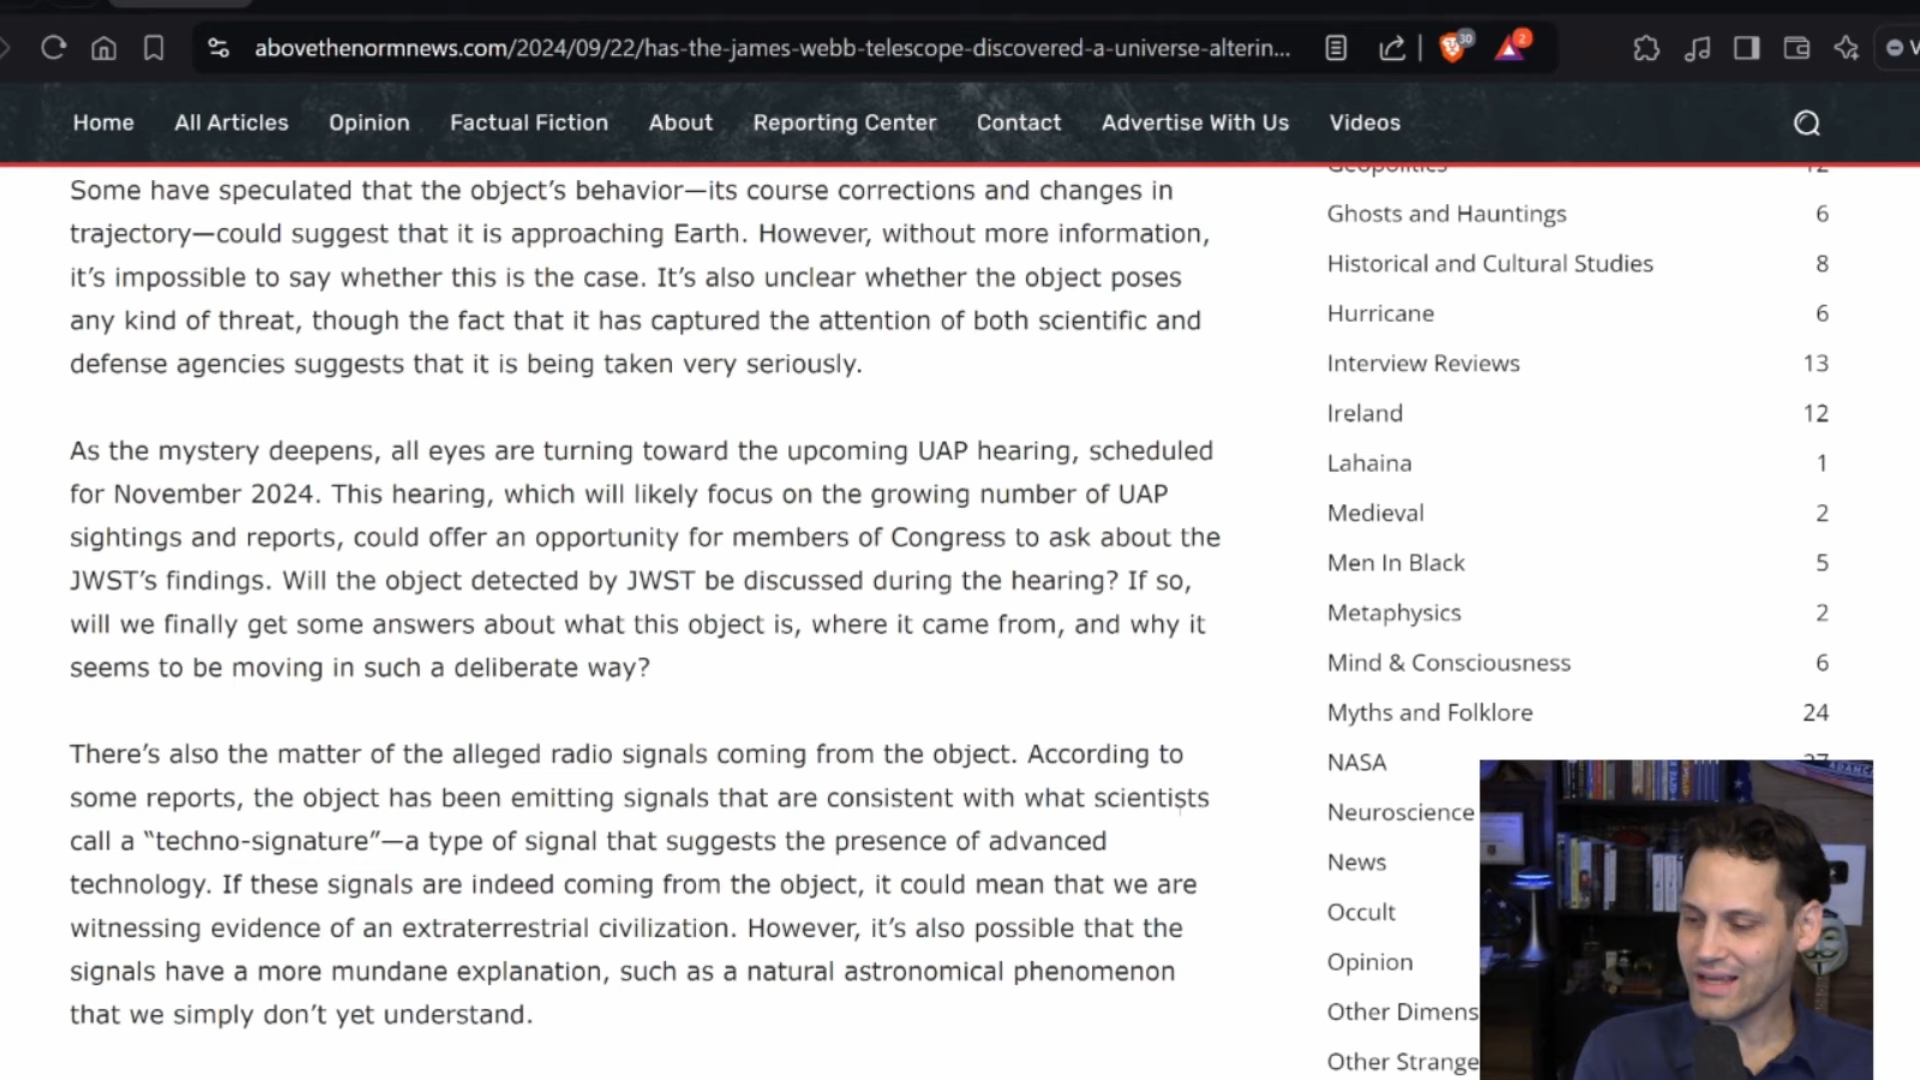 abovethenormnews.com/2024/09/22/has-the-james-webb-telescope-discovered-a-universe-alterin...
30
2
Home All Articles Opinion Factual Fiction About Reporting Center Contact Advertise With Us Videos
Some have speculated that the object’s behavior—its course corrections and changes in
trajectory—could suggest that it is approaching Earth. However, without more information,
it’s impossible to say whether this is the case. It’s also unclear whether the object poses
any kind of threat, though the fact that it has captured the attention of both scientific and
defense agencies suggests that it is being taken very seriously.
As the mystery deepens, all eyes are turning toward the upcoming UAP hearing, scheduled
for November 2024. This hearing, which will likely focus on the growing number of UAP
sightings and reports, could offer an opportunity for members of Congress to ask about the
JWST’s findings. Will the object detected by JWST be discussed during the hearing? If so,
will we finally get some answers about what this object is, where it came from, and why it
seems to be moving in such a deliberate way?
There’s also the matter of the alleged radio signals coming from the object. According to
some reports, the object has been emitting signals that are consistent with what scientists
call a “techno-signature”—a type of signal that suggests the presence of advanced
technology. If these signals are indeed coming from the object, it could mean that we are
witnessing evidence of an extraterrestrial civilization. However, it’s also possible that the
signals have a more mundane explanation, such as a natural astronomical phenomenon
that we simply don’t yet understand.
Geopolitics 12
Ghosts and Hauntings 6
Historical and Cultural Studies 8
Hurricane 6
Interview Reviews 13
Ireland 12
Lahaina 1
Medieval 2
Men In Black 5
Metaphysics 2
Mind & Consciousness 6
Myths and Folklore 24
NASA
Neuroscience
News
Occult
Opinion
Other Dimens
Other Strange